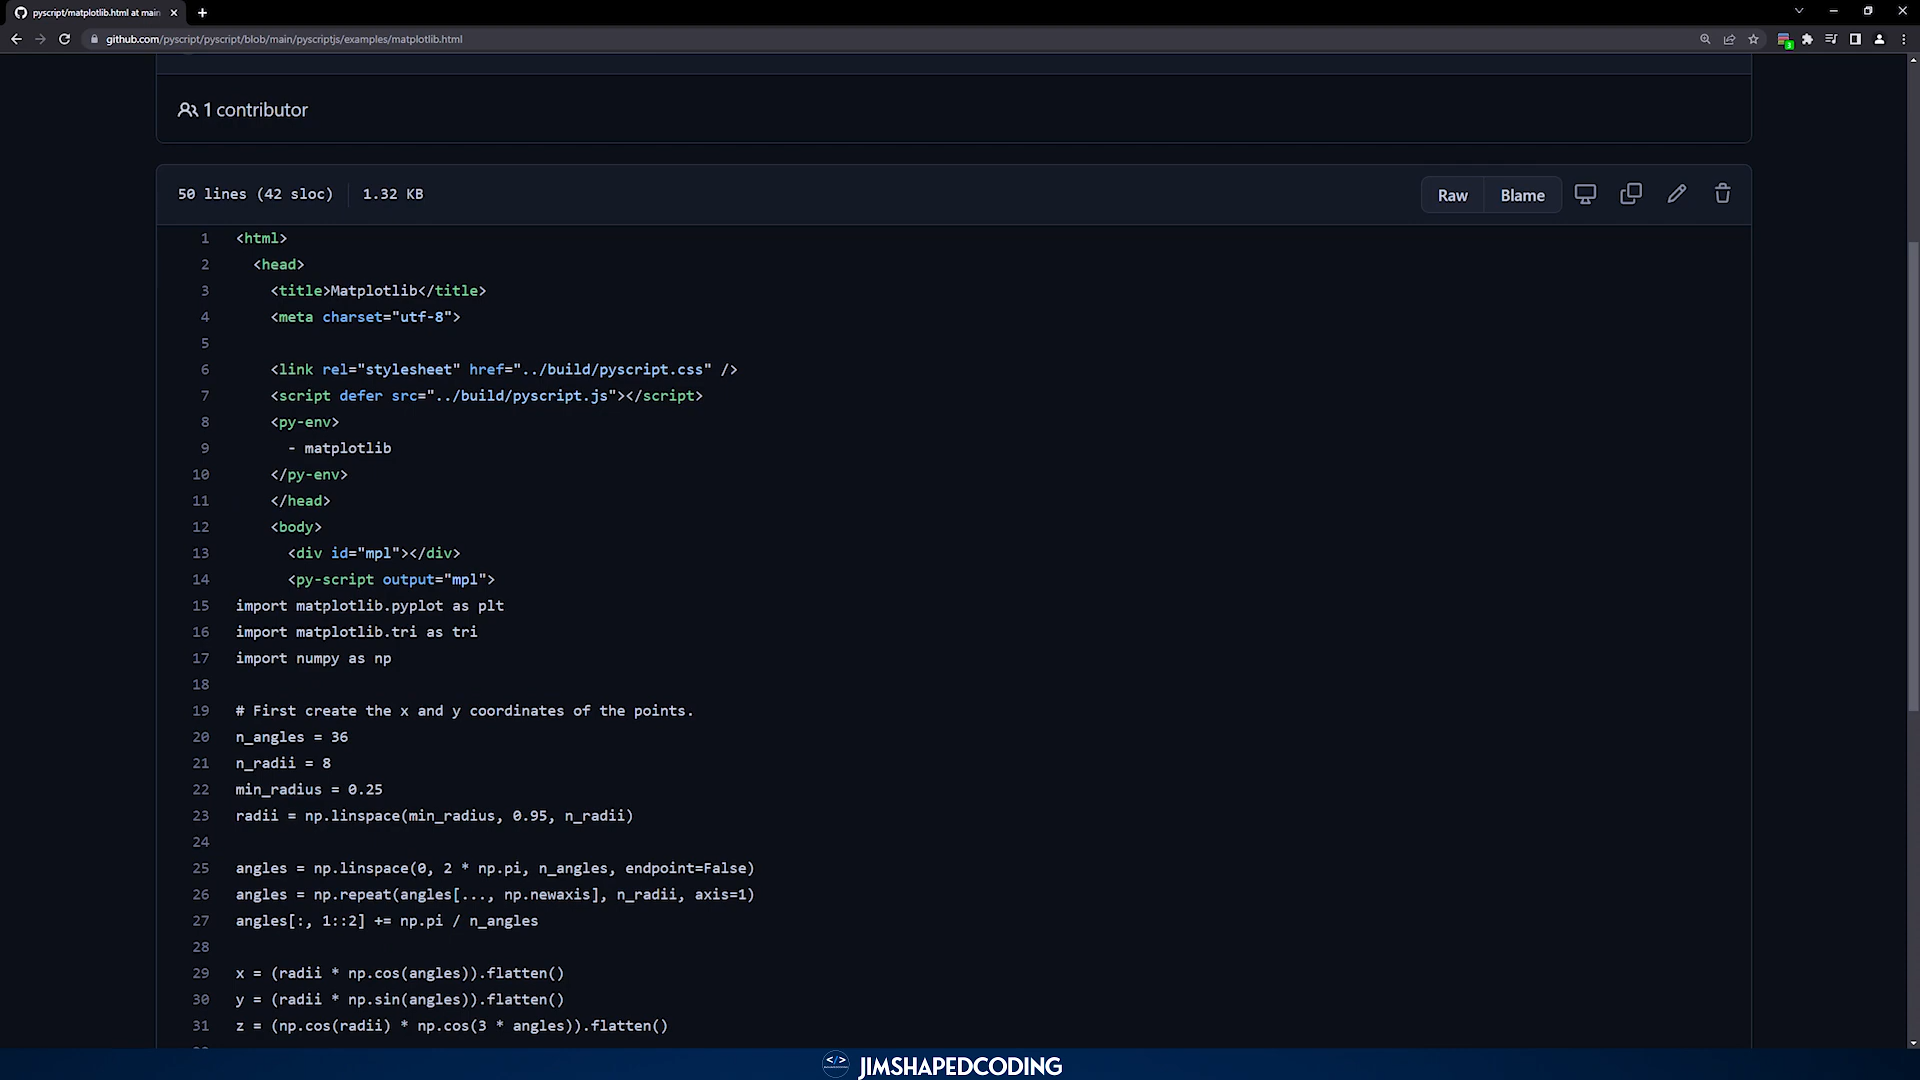 pyscript/matplotlib.html at main
github.com/pyscript/pyscript/blob/main/pyscriptjs/examples/matplotlib.html
3
1 contributor
50 lines (42 sloc) 1.32 KB
Raw Blame
1 <html>
2 <head>
3 <title>Matplotlib</title>
4 <meta charset="utf-8">
5
6 <link rel="stylesheet" href="../build/pyscript.css" />
7 <script defer src="../build/pyscript.js"></script>
8 <py-env>
9 - matplotlib
10 </py-env>
11 </head>
12 <body>
13 <div id="mpl"></div>
14 <py-script output="mpl">
15 import matplotlib.pyplot as plt
16 import matplotlib.tri as tri
17 import numpy as np
18
19 # First create the x and y coordinates of the points.
20 n_angles = 36
21 n_radii = 8
22 min_radius = 0.25
23 radii = np.linspace(min_radius, 0.95, n_radii)
24
25 angles = np.linspace(0, 2 * np.pi, n_angles, endpoint=False)
26 angles = np.repeat(angles[..., np.newaxis], n_radii, axis=1)
27 angles[:, 1::2] += np.pi / n_angles
28
29 x = (radii * np.cos(angles)).flatten()
30 y = (radii * np.sin(angles)).flatten()
31 z = (np.cos(radii) * np.cos(3 * angles)).flatten()
</> JIMSHAPEDCODING